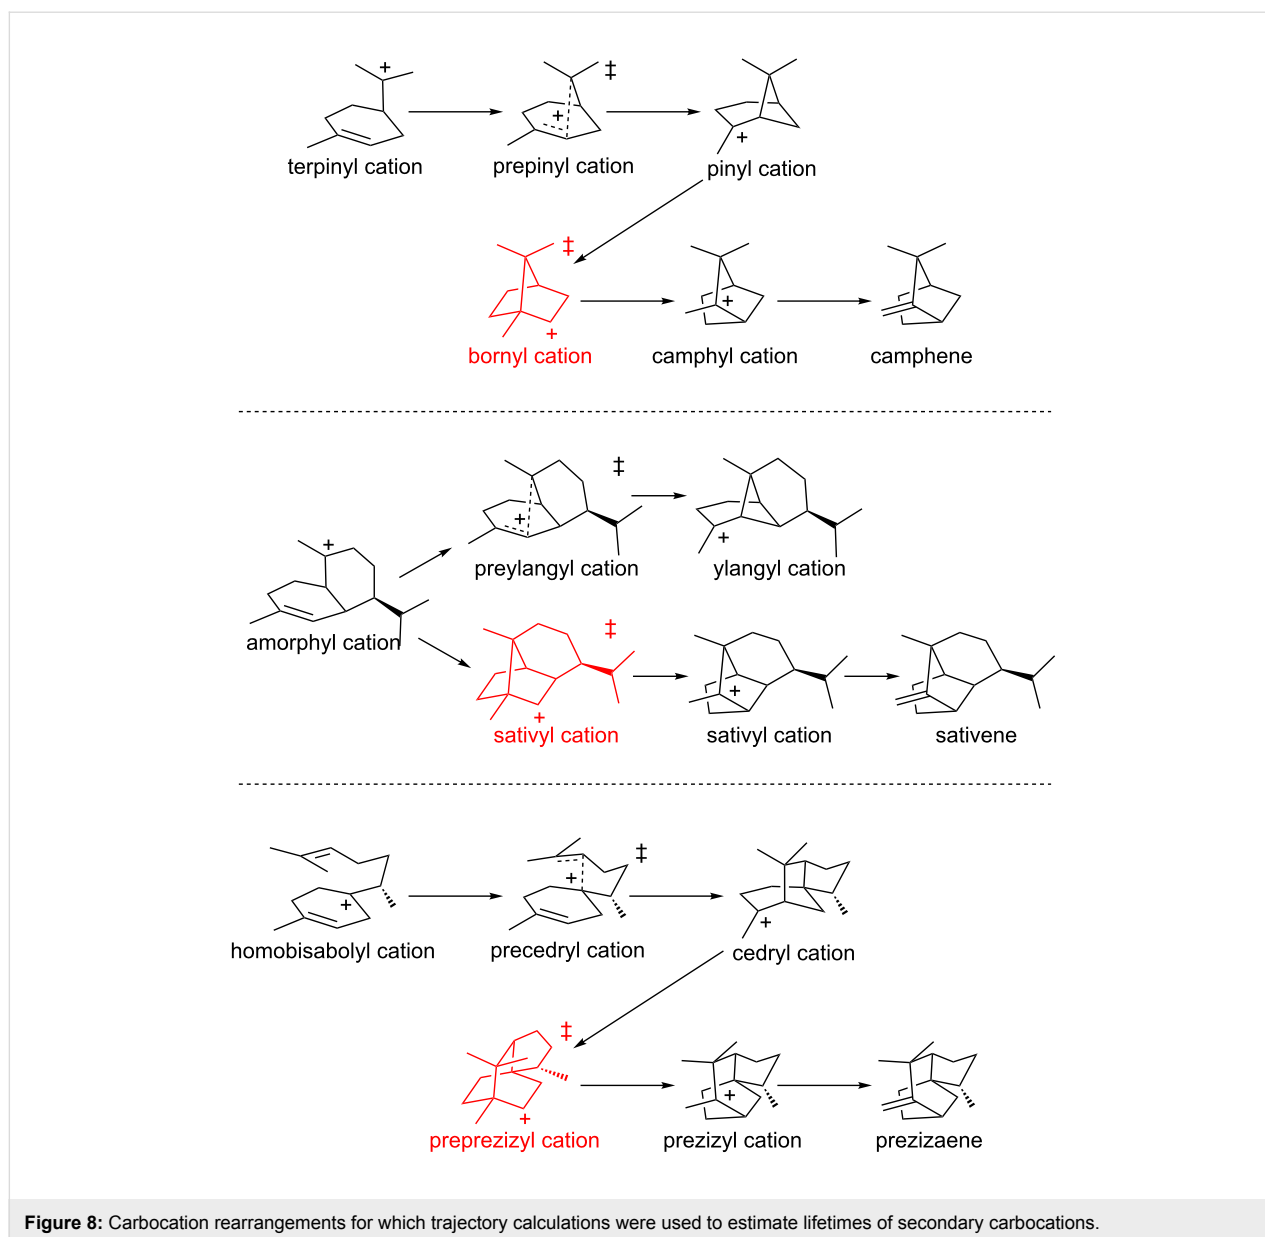 +
‡
+
+
terpinyl cation
prepinyl cation
pinyl cation
‡
+
+
bornyl cation
camphyl cation
camphene
‡
+
+
+
preylangyl cation
ylangyl cation
amorphyl cation
‡
+
+
sativyl cation
sativyl cation
sativene
‡
+
+
+
homobisabolyl cation
precedryl cation
cedryl cation
‡
+
+
preprezizyl cation
prezizyl cation
prezizaene
Figure 8: Carbocation rearrangements for which trajectory calculations were used to estimate lifetimes of secondary carbocations.